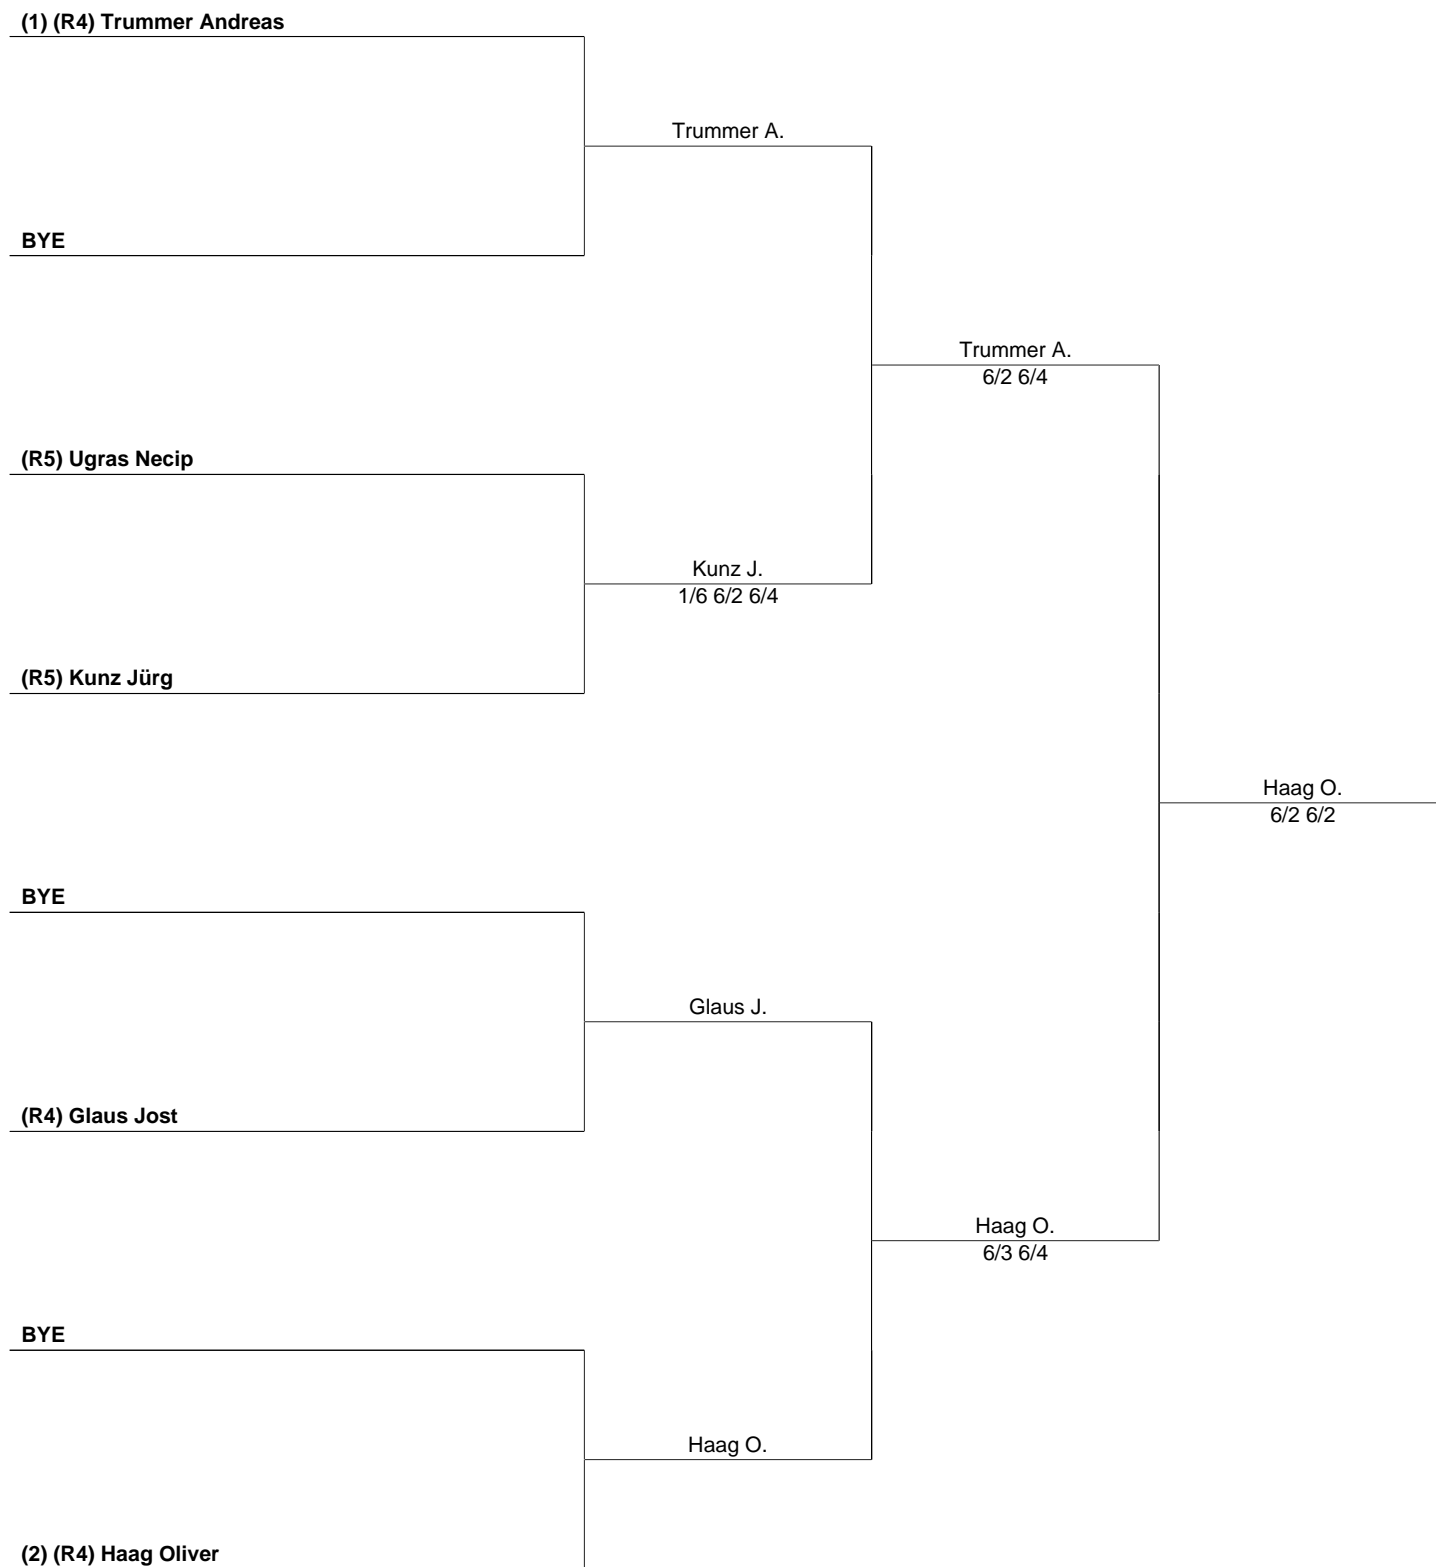 (1) (R4) Trummer Andreas
Trummer A.
BYE
Trummer A.
6/2 6/4
(R5) Ugras Necip
Kunz J.
1/6 6/2 6/4
(R5) Kunz Jürg
Haag O.
6/2 6/2
BYE
Glaus J.
(R4) Glaus Jost
Haag O.
6/3 6/4
BYE
Haag O.
(2) (R4) Haag Oliver